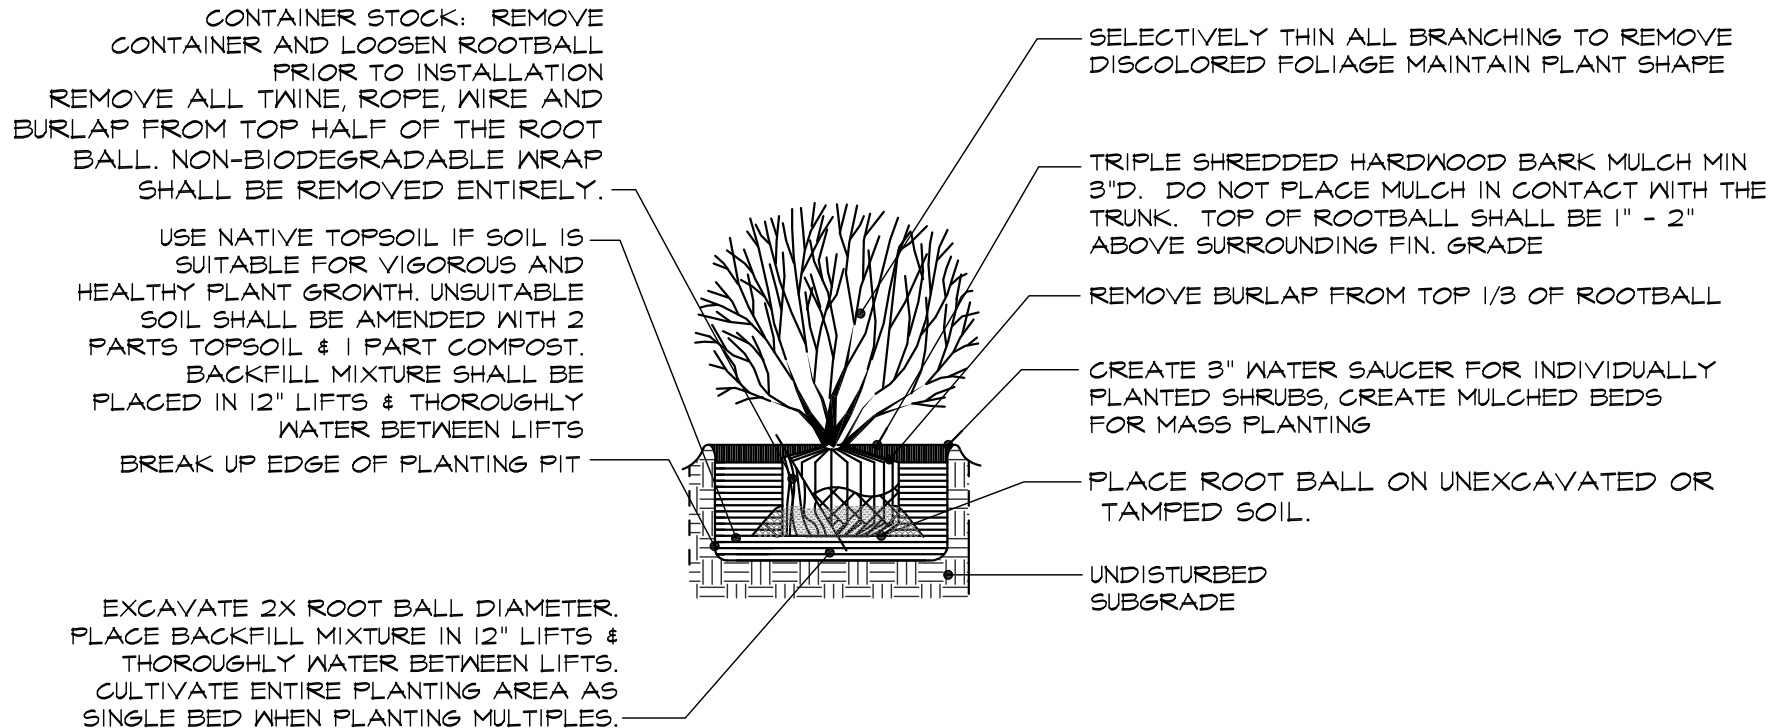 CONTAINER STOCK: REMOVE
CONTAINER AND LOOSEN ROOTBALL
PRIOR TO INSTALLATION
REMOVE ALL TWINE, ROPE, WIRE AND
BURLAP FROM TOP HALF OF THE ROOT
BALL. NON-BIODEGRADABLE WRAP
SHALL BE REMOVED ENTIRELY.
USE NATIVE TOPSOIL IF SOIL IS
SUITABLE FOR VIGOROUS AND
HEALTHY PLANT GROWTH. UNSUITABLE
SOIL SHALL BE AMENDED WITH 2
PARTS TOPSOIL & 1 PART COMPOST.
BACKFILL MIXTURE SHALL BE
PLACED IN 12" LIFTS & THOROUGHLY
WATER BETWEEN LIFTS
BREAK UP EDGE OF PLANTING PIT
EXCAVATE 2X ROOT BALL DIAMETER.
PLACE BACKFILL MIXTURE IN 12" LIFTS &
THOROUGHLY WATER BETWEEN LIFTS.
CULTIVATE ENTIRE PLANTING AREA AS
SINGLE BED WHEN PLANTING MULTIPLES.
SELECTIVELY THIN ALL BRANCHING TO REMOVE
DISCOLORED FOLIAGE MAINTAIN PLANT SHAPE
TRIPLE SHREDDED HARDWOOD BARK MULCH MIN
3"D. DO NOT PLACE MULCH IN CONTACT WITH THE
TRUNK. TOP OF ROOTBALL SHALL BE 1" - 2"
ABOVE SURROUNDING FIN. GRADE
REMOVE BURLAP FROM TOP 1/3 OF ROOTBALL
CREATE 3" WATER SAUCER FOR INDIVIDUALLY
PLANTED SHRUBS, CREATE MULCHED BEDS
FOR MASS PLANTING
PLACE ROOT BALL ON UNEXCAVATED OR
TAMPED SOIL.
UNDISTURBED
SUBGRADE